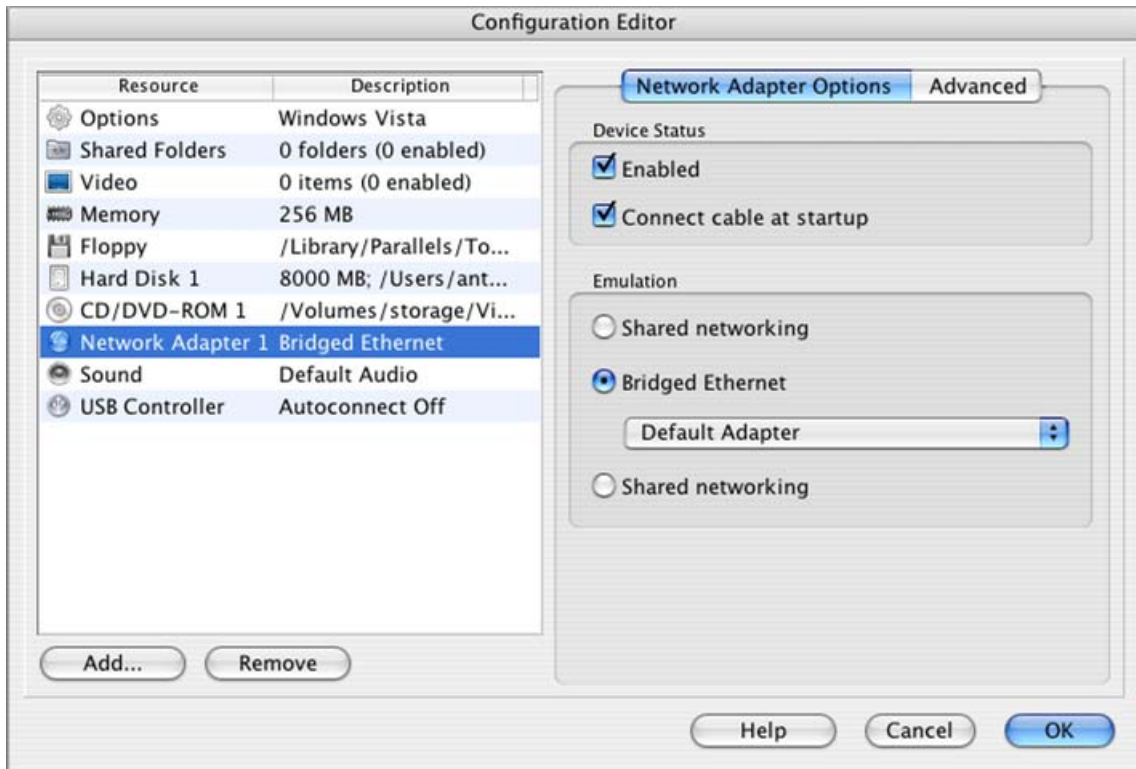 Configuration Editor
Resource Description
Options Windows Vista
Shared Folders 0 folders (0 enabled)
Video 0 items (0 enabled)
Memory 256 MB
Floppy /Library/Parallels/To...
Hard Disk 1 8000 MB; /Users/ant...
CD/DVD-ROM 1 /Volumes/storage/Vi...
Network Adapter 1 Bridged Ethernet
Sound Default Audio
USB Controller Autoconnect Off
Add... Remove
Network Adapter Options Advanced
Device Status
Enabled
Connect cable at startup
Emulation
Shared networking
Bridged Ethernet
Default Adapter
Shared networking
Help Cancel OK